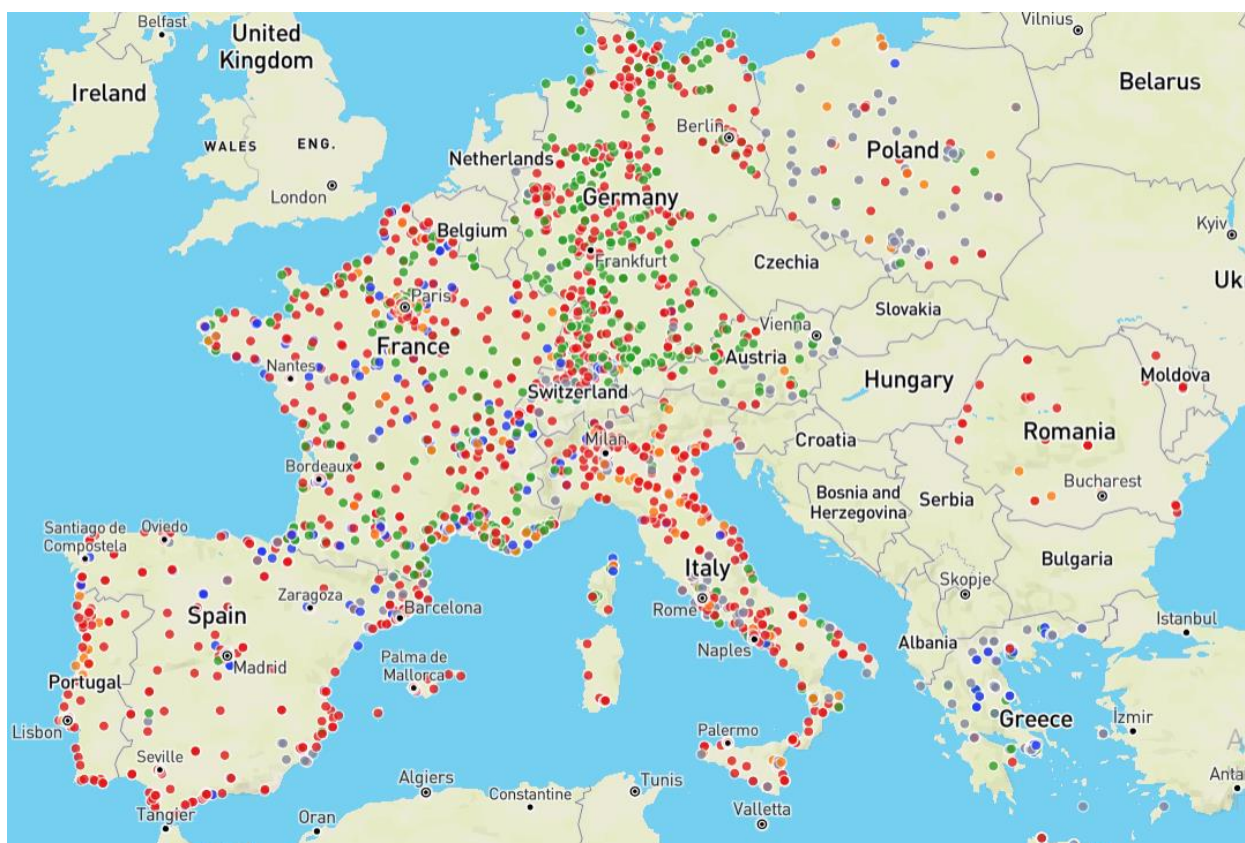 Belfast
United
Kingdom
Ireland
WALES
ENG.
London
Netherlands
Belgium
Germany
Berlin
Frankfurt
Poland
Vilnius
Belarus
Kyiv
Uk
Czechia
Slovakia
Vienna
Austria
Hungary
Moldova
Romania
Bucharest
Paris
France
Nantes
Bordeaux
Switzerland
Milan
Croatia
Bosnia and
Herzegovina
Serbia
Bulgaria
Skopje
Albania
Istanbul
Santiago de
Compostela
Oviedo
Zaragoza
Barcelona
Spain
Madrid
Palma de
Mallorca
Portugal
Lisbon
Seville
Tangier
Italy
Rome
Naples
Palermo
Greece
İzmir
A
Anta
Algiers
Oran
Constantine
Tunis
Valletta